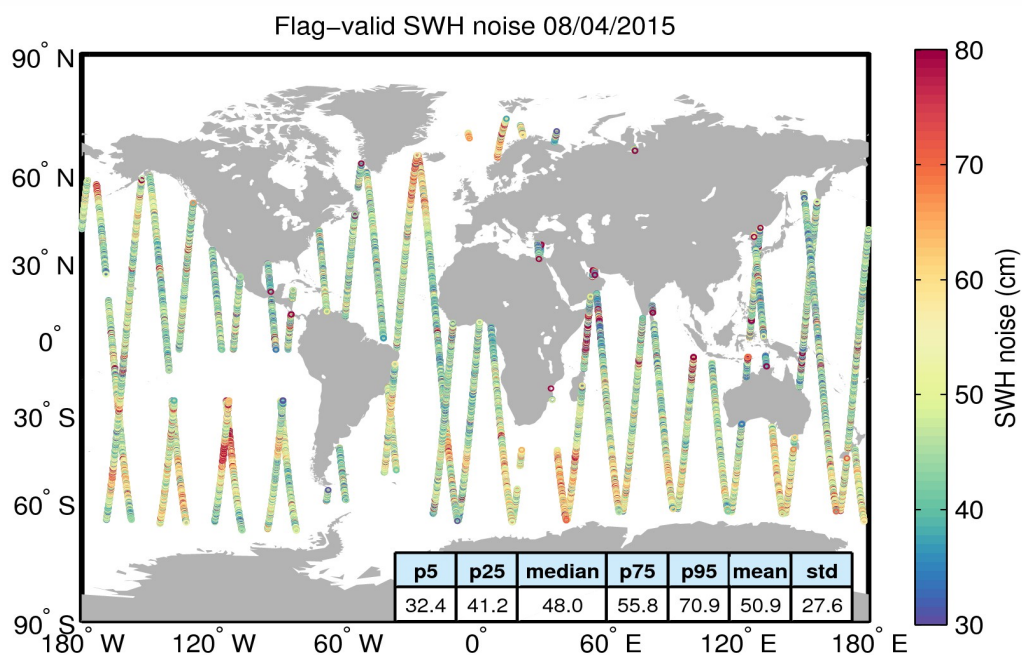 Flag−valid SWH noise 08/04/2015
90° N
60° N
30° N
0°
30° S
60° S
90° S
180° W
120° W
60° W
0°
60° E
120° E
180° E
80
70
60
50
40
30
SWH noise (cm)
p5 p25 median p75 p95 mean std
32.4 41.2 48.0 55.8 70.9 50.9 27.6